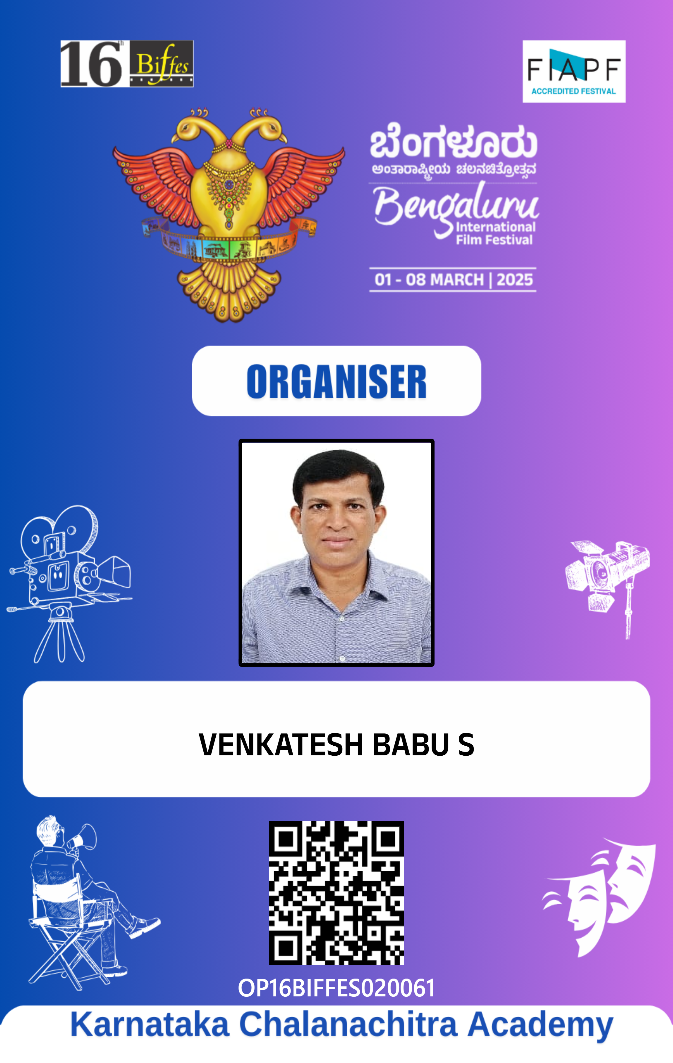 16th Biffes
FIAPF
ACCREDITED FESTIVAL
ಬೆಂಗಳೂರು
ಅಂತಾರಾಷ್ಟ್ರೀಯ ಚಲನಚಿತ್ರೋತ್ಸವ
Bengaluru
International
Film Festival
01 - 08 MARCH | 2025
ORGANISER
VENKATESH BABU S
OP16BIFFES020061
Karnataka Chalanachitra Academy